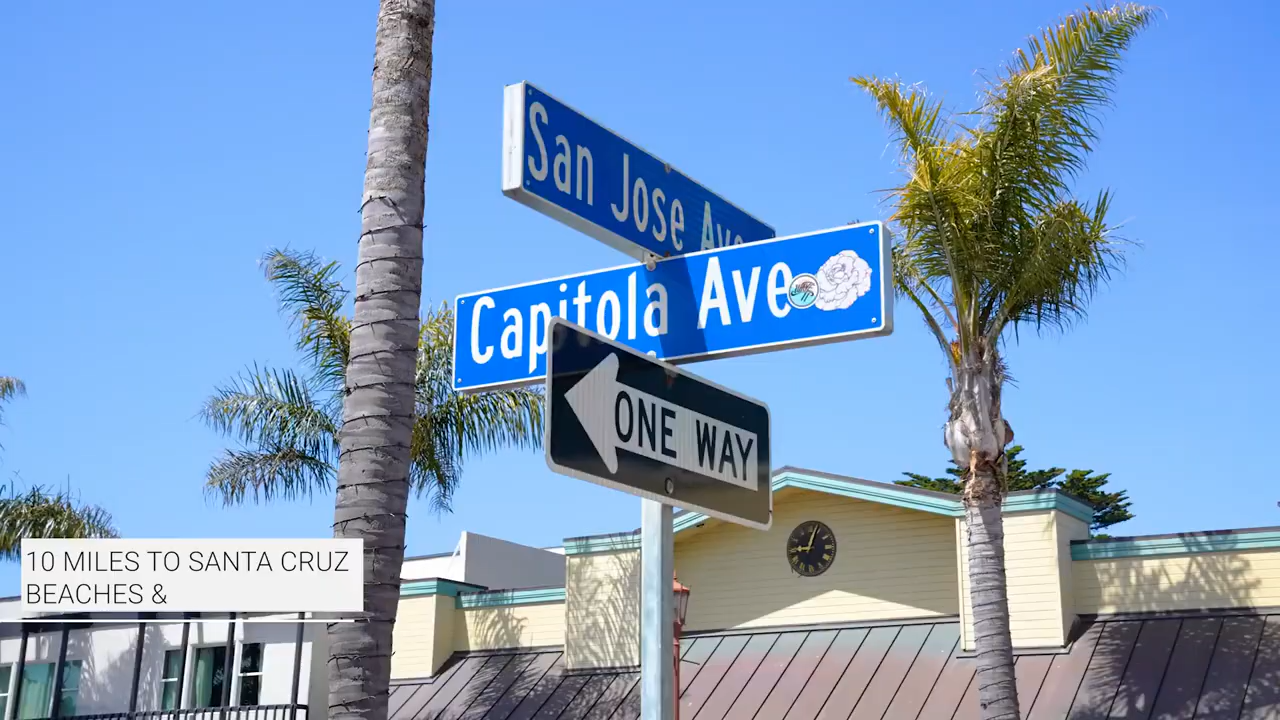 San Jose Ave
Capitola Ave
ONE WAY
10 MILES TO SANTA CRUZ
BEACHES &